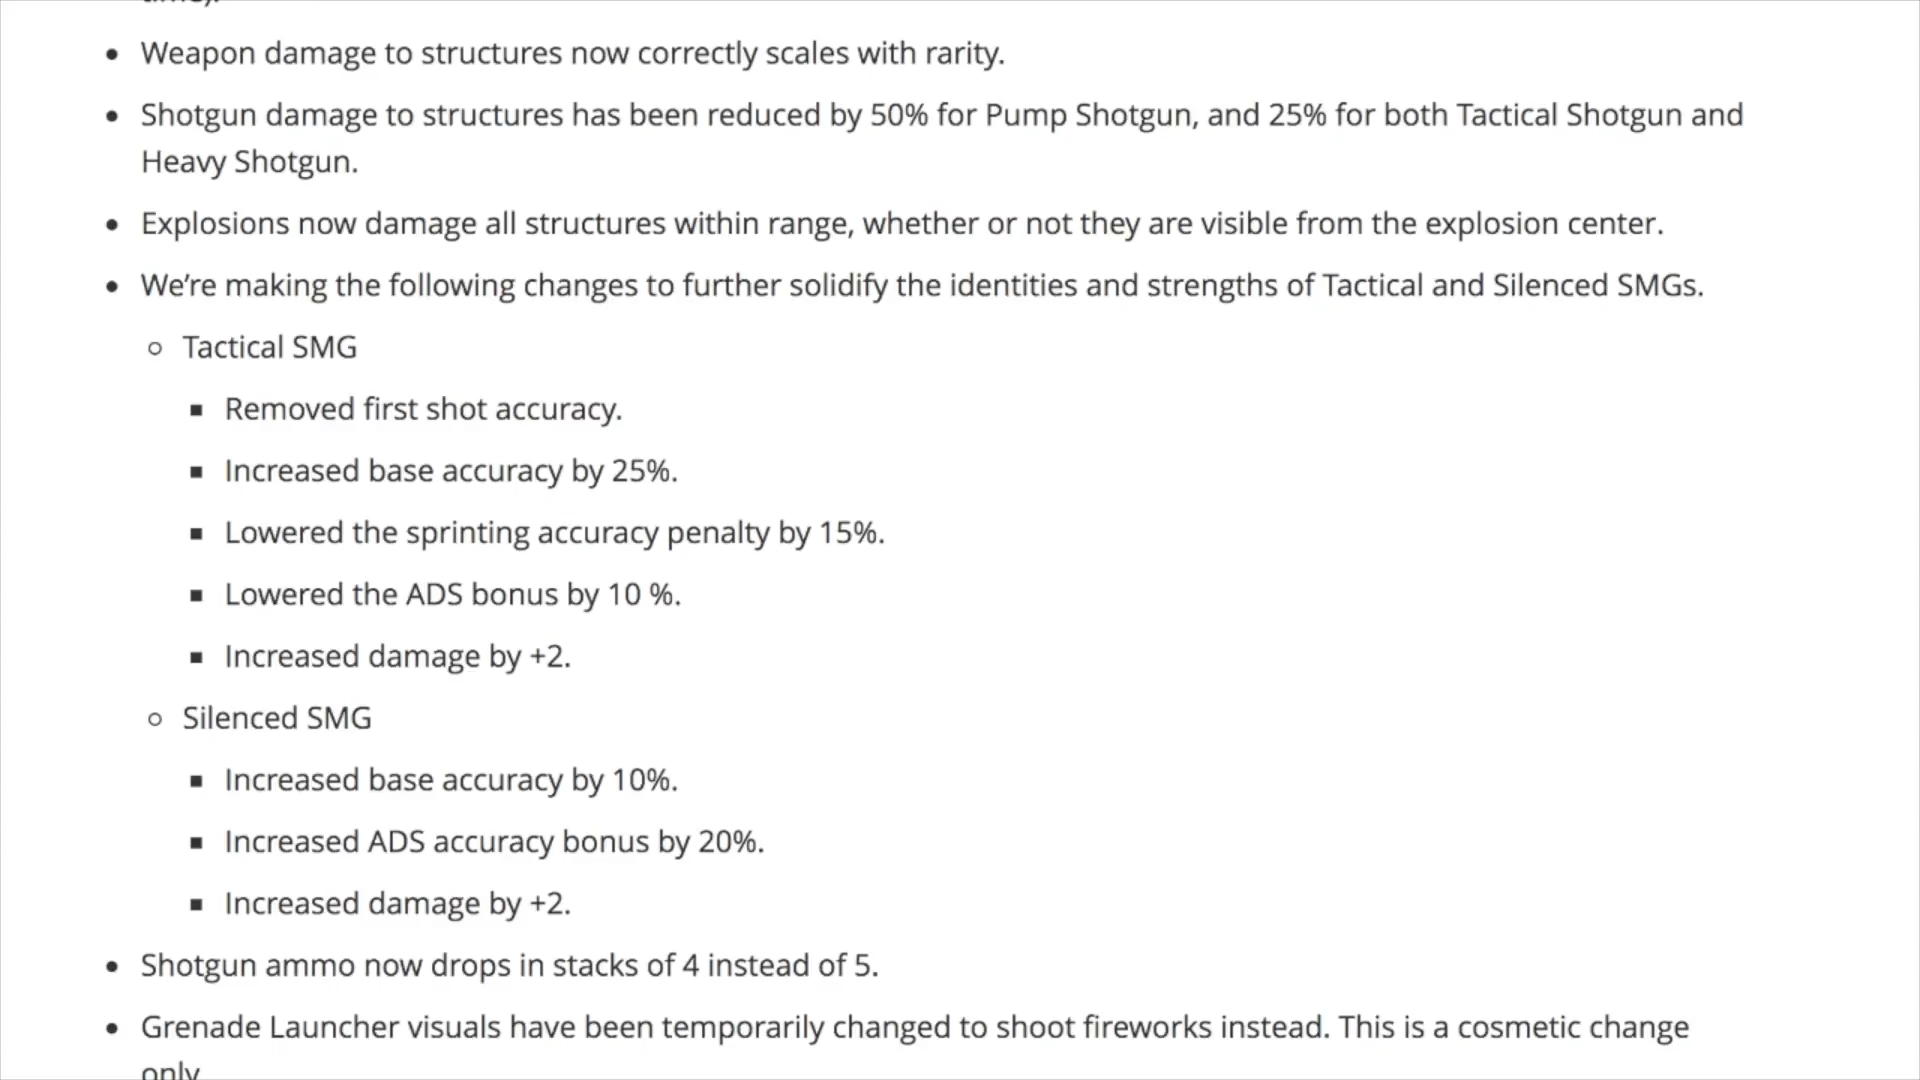 Weapon damage to structures now correctly scales with rarity.
Shotgun damage to structures has been reduced by 50% for Pump Shotgun, and 25% for both Tactical Shotgun and
Heavy Shotgun.
Explosions now damage all structures within range, whether or not they are visible from the explosion center.
We’re making the following changes to further solidify the identities and strengths of Tactical and Silenced SMGs.
Tactical SMG
Removed first shot accuracy.
Increased base accuracy by 25%.
Lowered the sprinting accuracy penalty by 15%.
Lowered the ADS bonus by 10 %.
Increased damage by +2.
Silenced SMG
Increased base accuracy by 10%.
Increased ADS accuracy bonus by 20%.
Increased damage by +2.
Shotgun ammo now drops in stacks of 4 instead of 5.
Grenade Launcher visuals have been temporarily changed to shoot fireworks instead. This is a cosmetic change
only